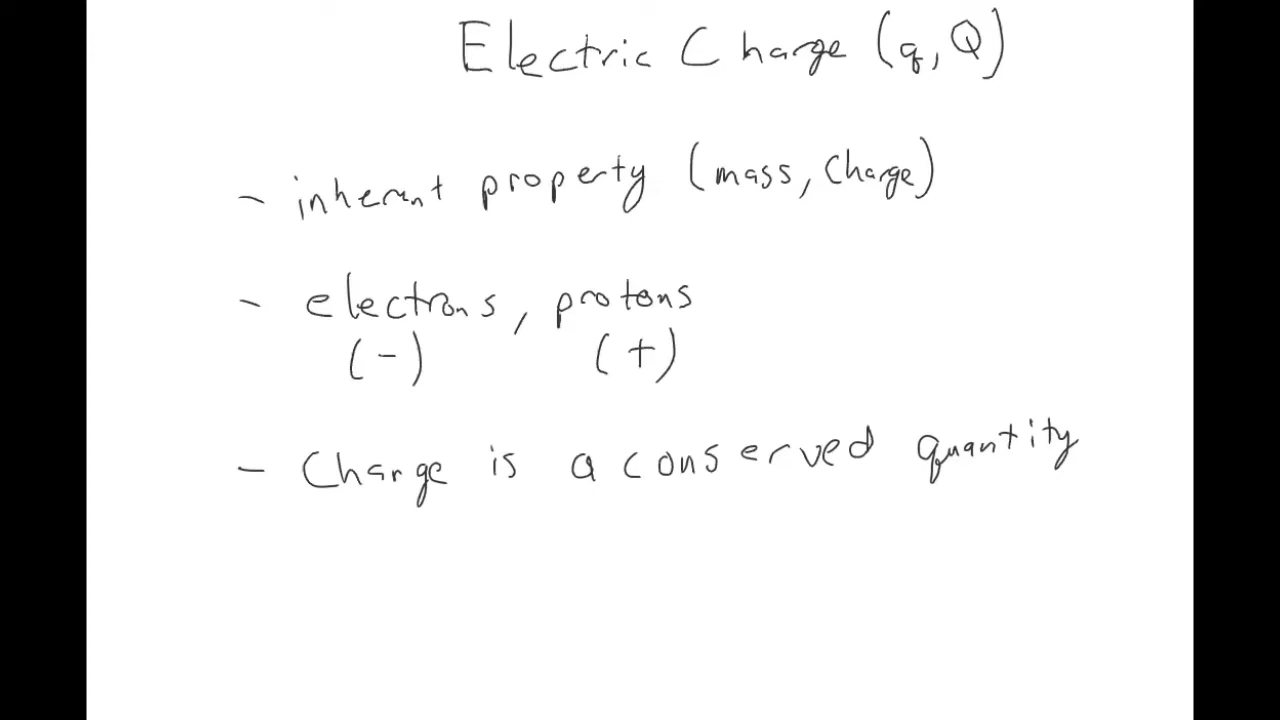 Electric Charge (q, Q)
- inherent property (mass, charge)
- electrons, protons
(-) (+)
- Charge is a conserved quantity